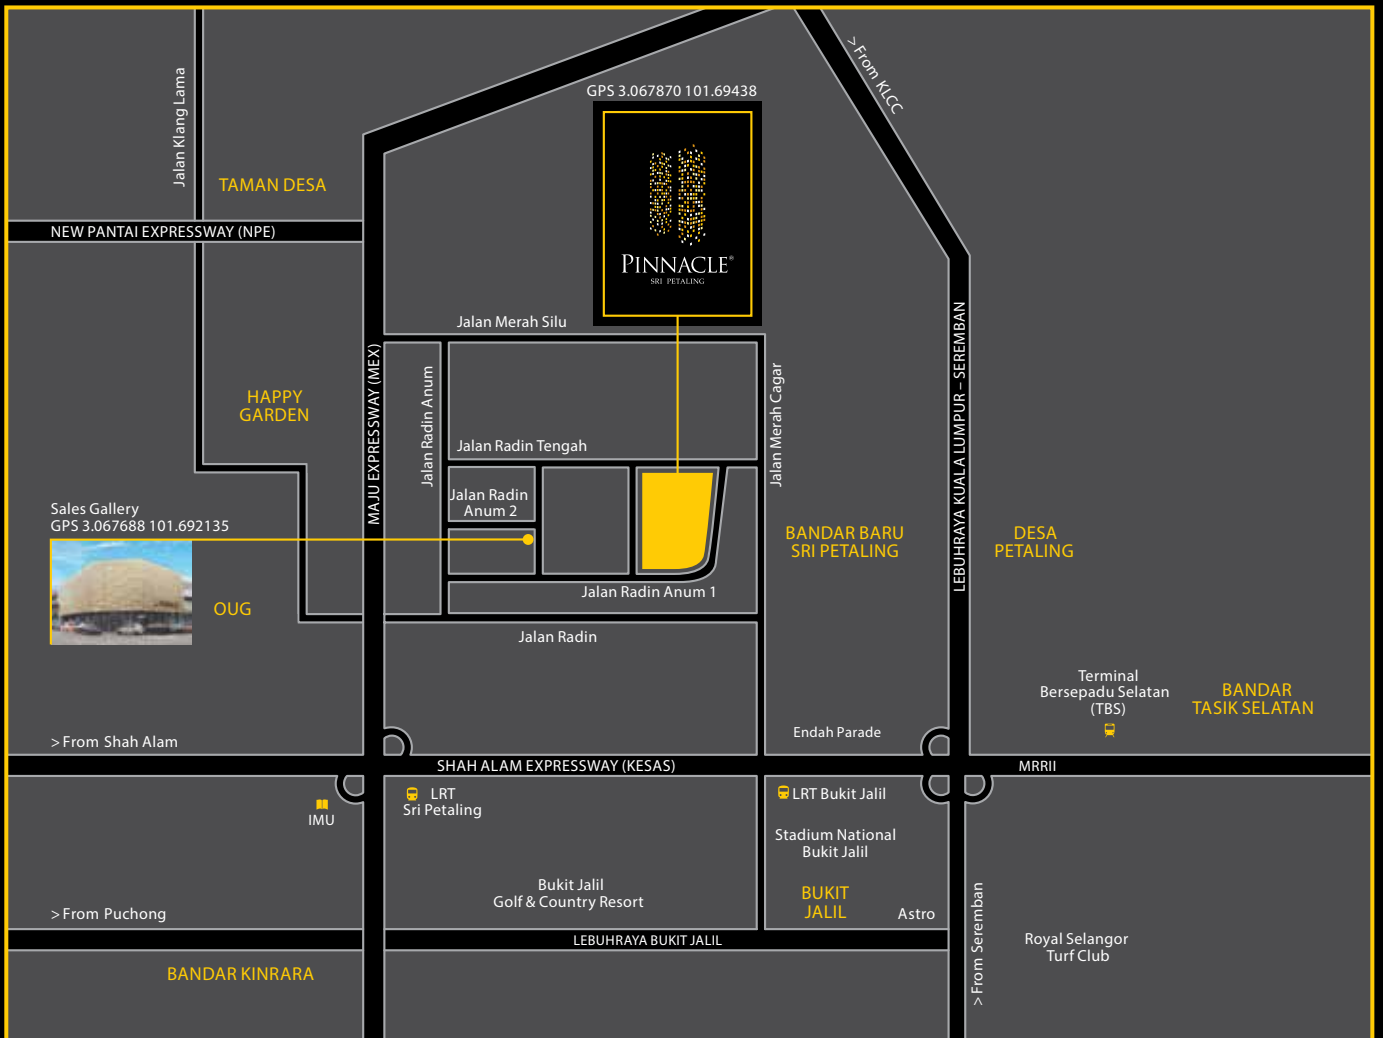 > From KLCC
GPS 3.067870 101.69438
Jalan Klang Lama
TAMAN DESA
NEW PANTAI EXPRESSWAY (NPE)
PINNACLE®
SRI PETALING
Jalan Merah Silu
MAJU EXPRESSWAY (MEX)
Jalan Radin Anum
Jalan Merah Cagar
LEBUHRAYA KUALA LUMPUR – SEREMBAN
HAPPY
GARDEN
Jalan Radin Tengah
Jalan Radin
Anum 2
Sales Gallery
GPS 3.067688 101.692135
BANDAR BARU
SRI PETALING
DESA
PETALING
OUG
Jalan Radin Anum 1
Jalan Radin
Terminal
Bersepadu Selatan
(TBS)
BANDAR
TASIK SELATAN
> From Shah Alam
Endah Parade
SHAH ALAM EXPRESSWAY (KESAS)
MRRII
IMU
LRT
Sri Petaling
LRT Bukit Jalil
Stadium National
Bukit Jalil
Bukit Jalil
Golf & Country Resort
BUKIT
JALIL
> From Puchong
Astro
> From Seremban
LEBUHRAYA BUKIT JALIL
Royal Selangor
Turf Club
BANDAR KINRARA